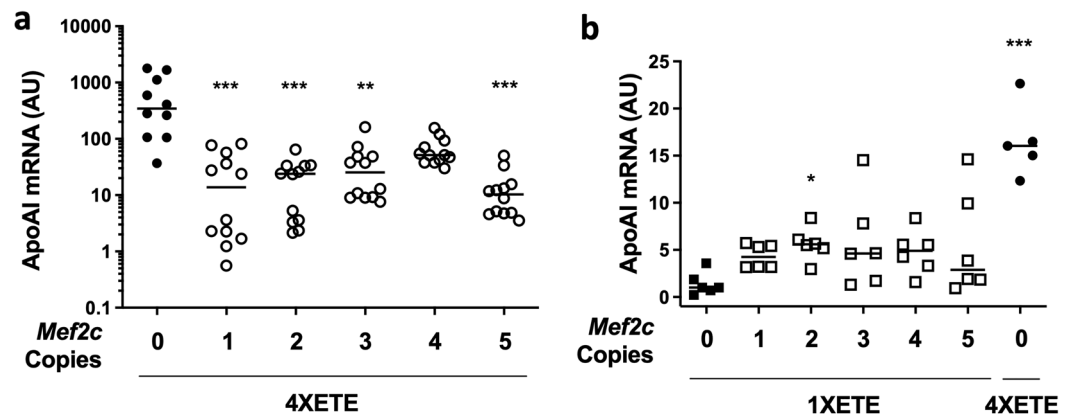 a
ApoAI mRNA (AU)
10000
1000
100
10
1
0.1
*** *** ** ***
Mef2c
Copies
0 1 2 3 4 5
4XETE
b
ApoAI mRNA (AU)
25
20
15
10
5
0
* ***
Mef2c
Copies
0 1 2 3 4 5 0
1XETE 4XETE